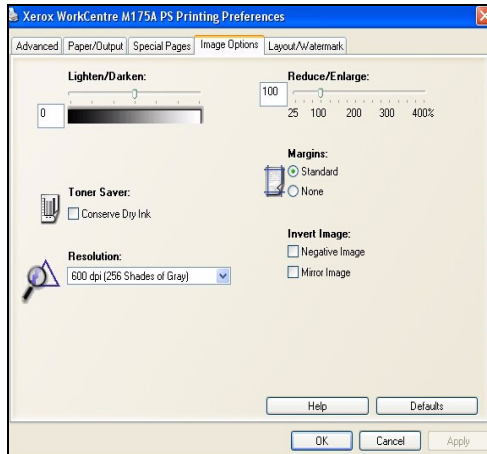 Xerox WorkCentre M175A PS Printing Preferences
Advanced Paper/Output Special Pages Image Options Layout/Watermark
Lighten/Darken:
0
Reduce/Enlarge:
100
25 100 200 300 400%
Margins:
Standard
None
Toner Saver:
Conserve Dry Ink
Invert Image:
Negative Image
Mirror Image
Resolution:
600 dpi (256 Shades of Gray)
Help Defaults
OK Cancel Apply